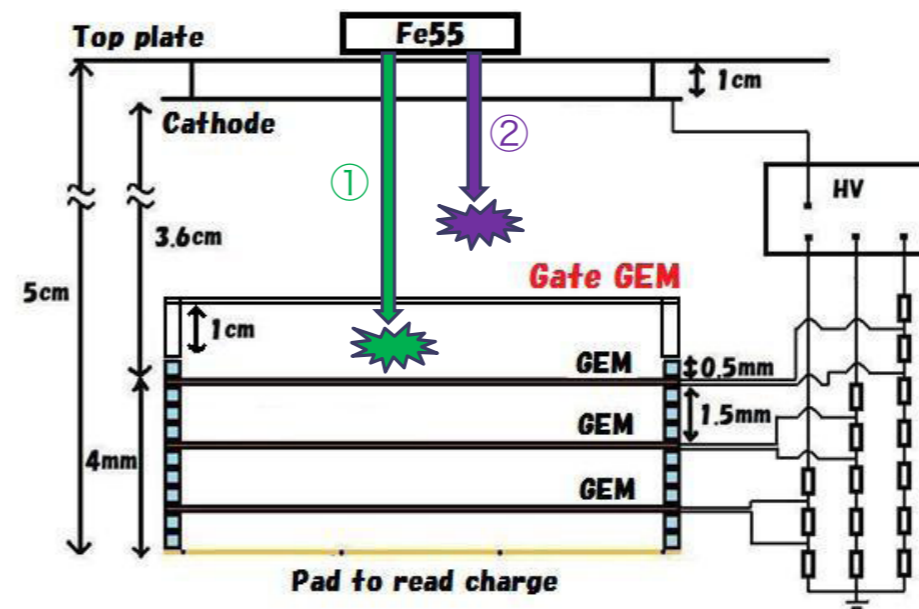 Fe55
Top plate
1cm
Cathode
①
②
HV
3.6cm
5cm
Gate GEM
1cm
GEM
0.5mm
GEM
1.5mm
4mm
GEM
Pad to read charge